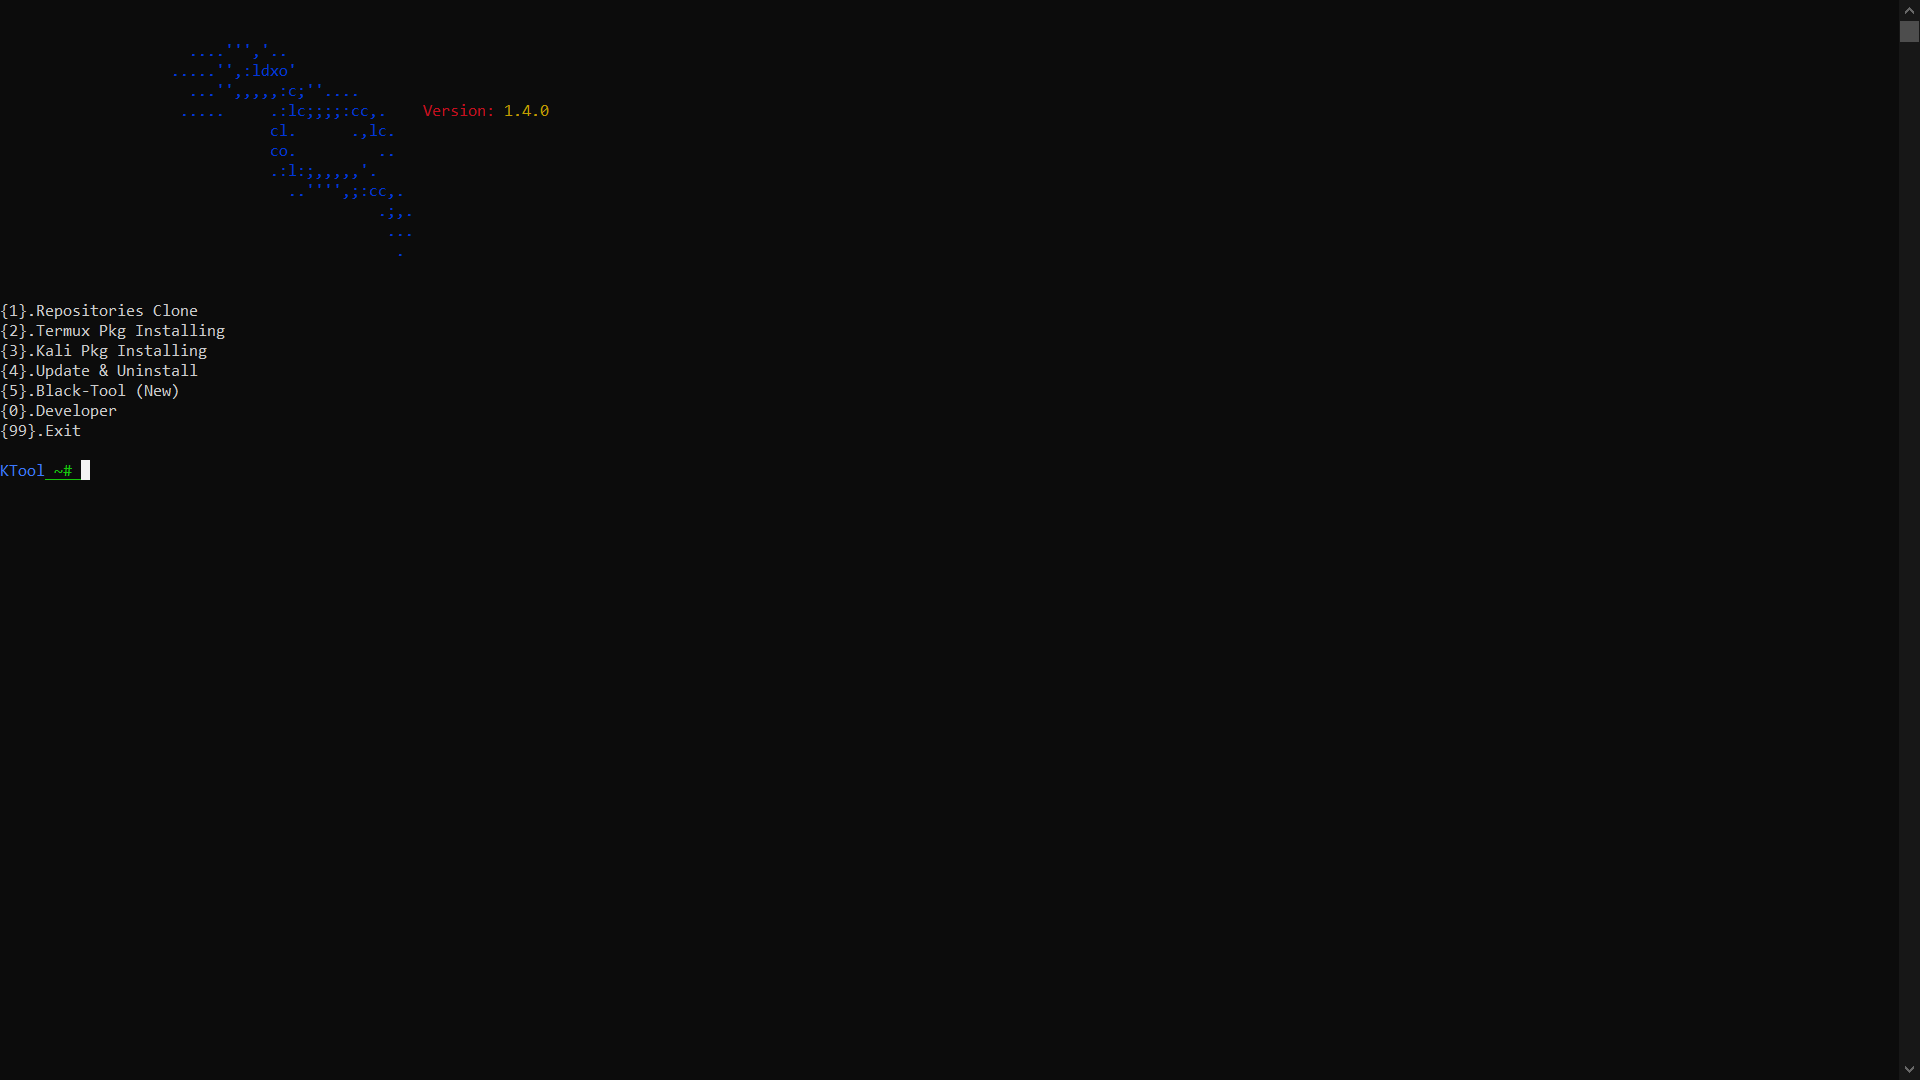 ....''','..
.....'',:ldxo'
...'',,,,,:c;''....
..... .:lc;;;;:cc,. Version: 1.4.0
cl. .,lc.
co. ..
.:l:;,,,,,'.
..'''',;:cc,.
.;,.
...
.
{1}.Repositories Clone
{2}.Termux Pkg Installing
{3}.Kali Pkg Installing
{4}.Update & Uninstall
{5}.Black-Tool (New)
{0}.Developer
{99}.Exit
KTool ~#